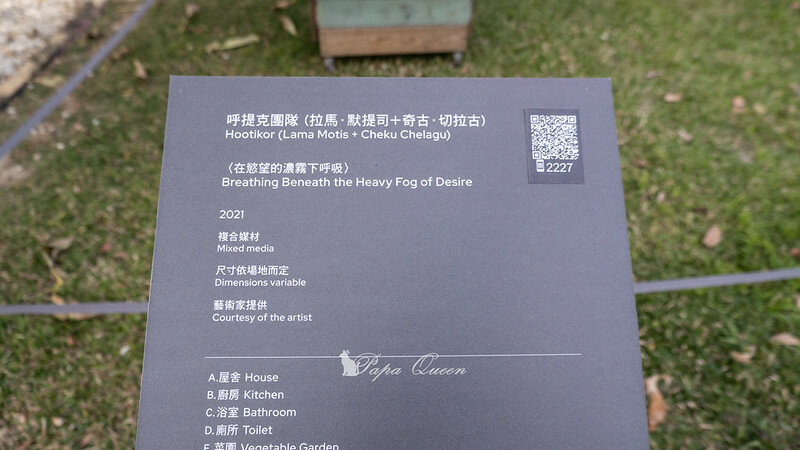 呼提克團隊（拉馬·默提司＋奇古·切拉古）
Hootikor (Lama Motis + Cheku Chelagu)
2227
〈在慾望的濃霧下呼吸〉
Breathing Beneath the Heavy Fog of Desire
2021
複合媒材
Mixed media
尺寸依場地而定
Dimensions variable
藝術家提供
Courtesy of the artist
Papa Queen
A.屋舍 House
B.廚房 Kitchen
C.浴室 Bathroom
D.廁所 Toilet
E.菜園 Vegetable Garden